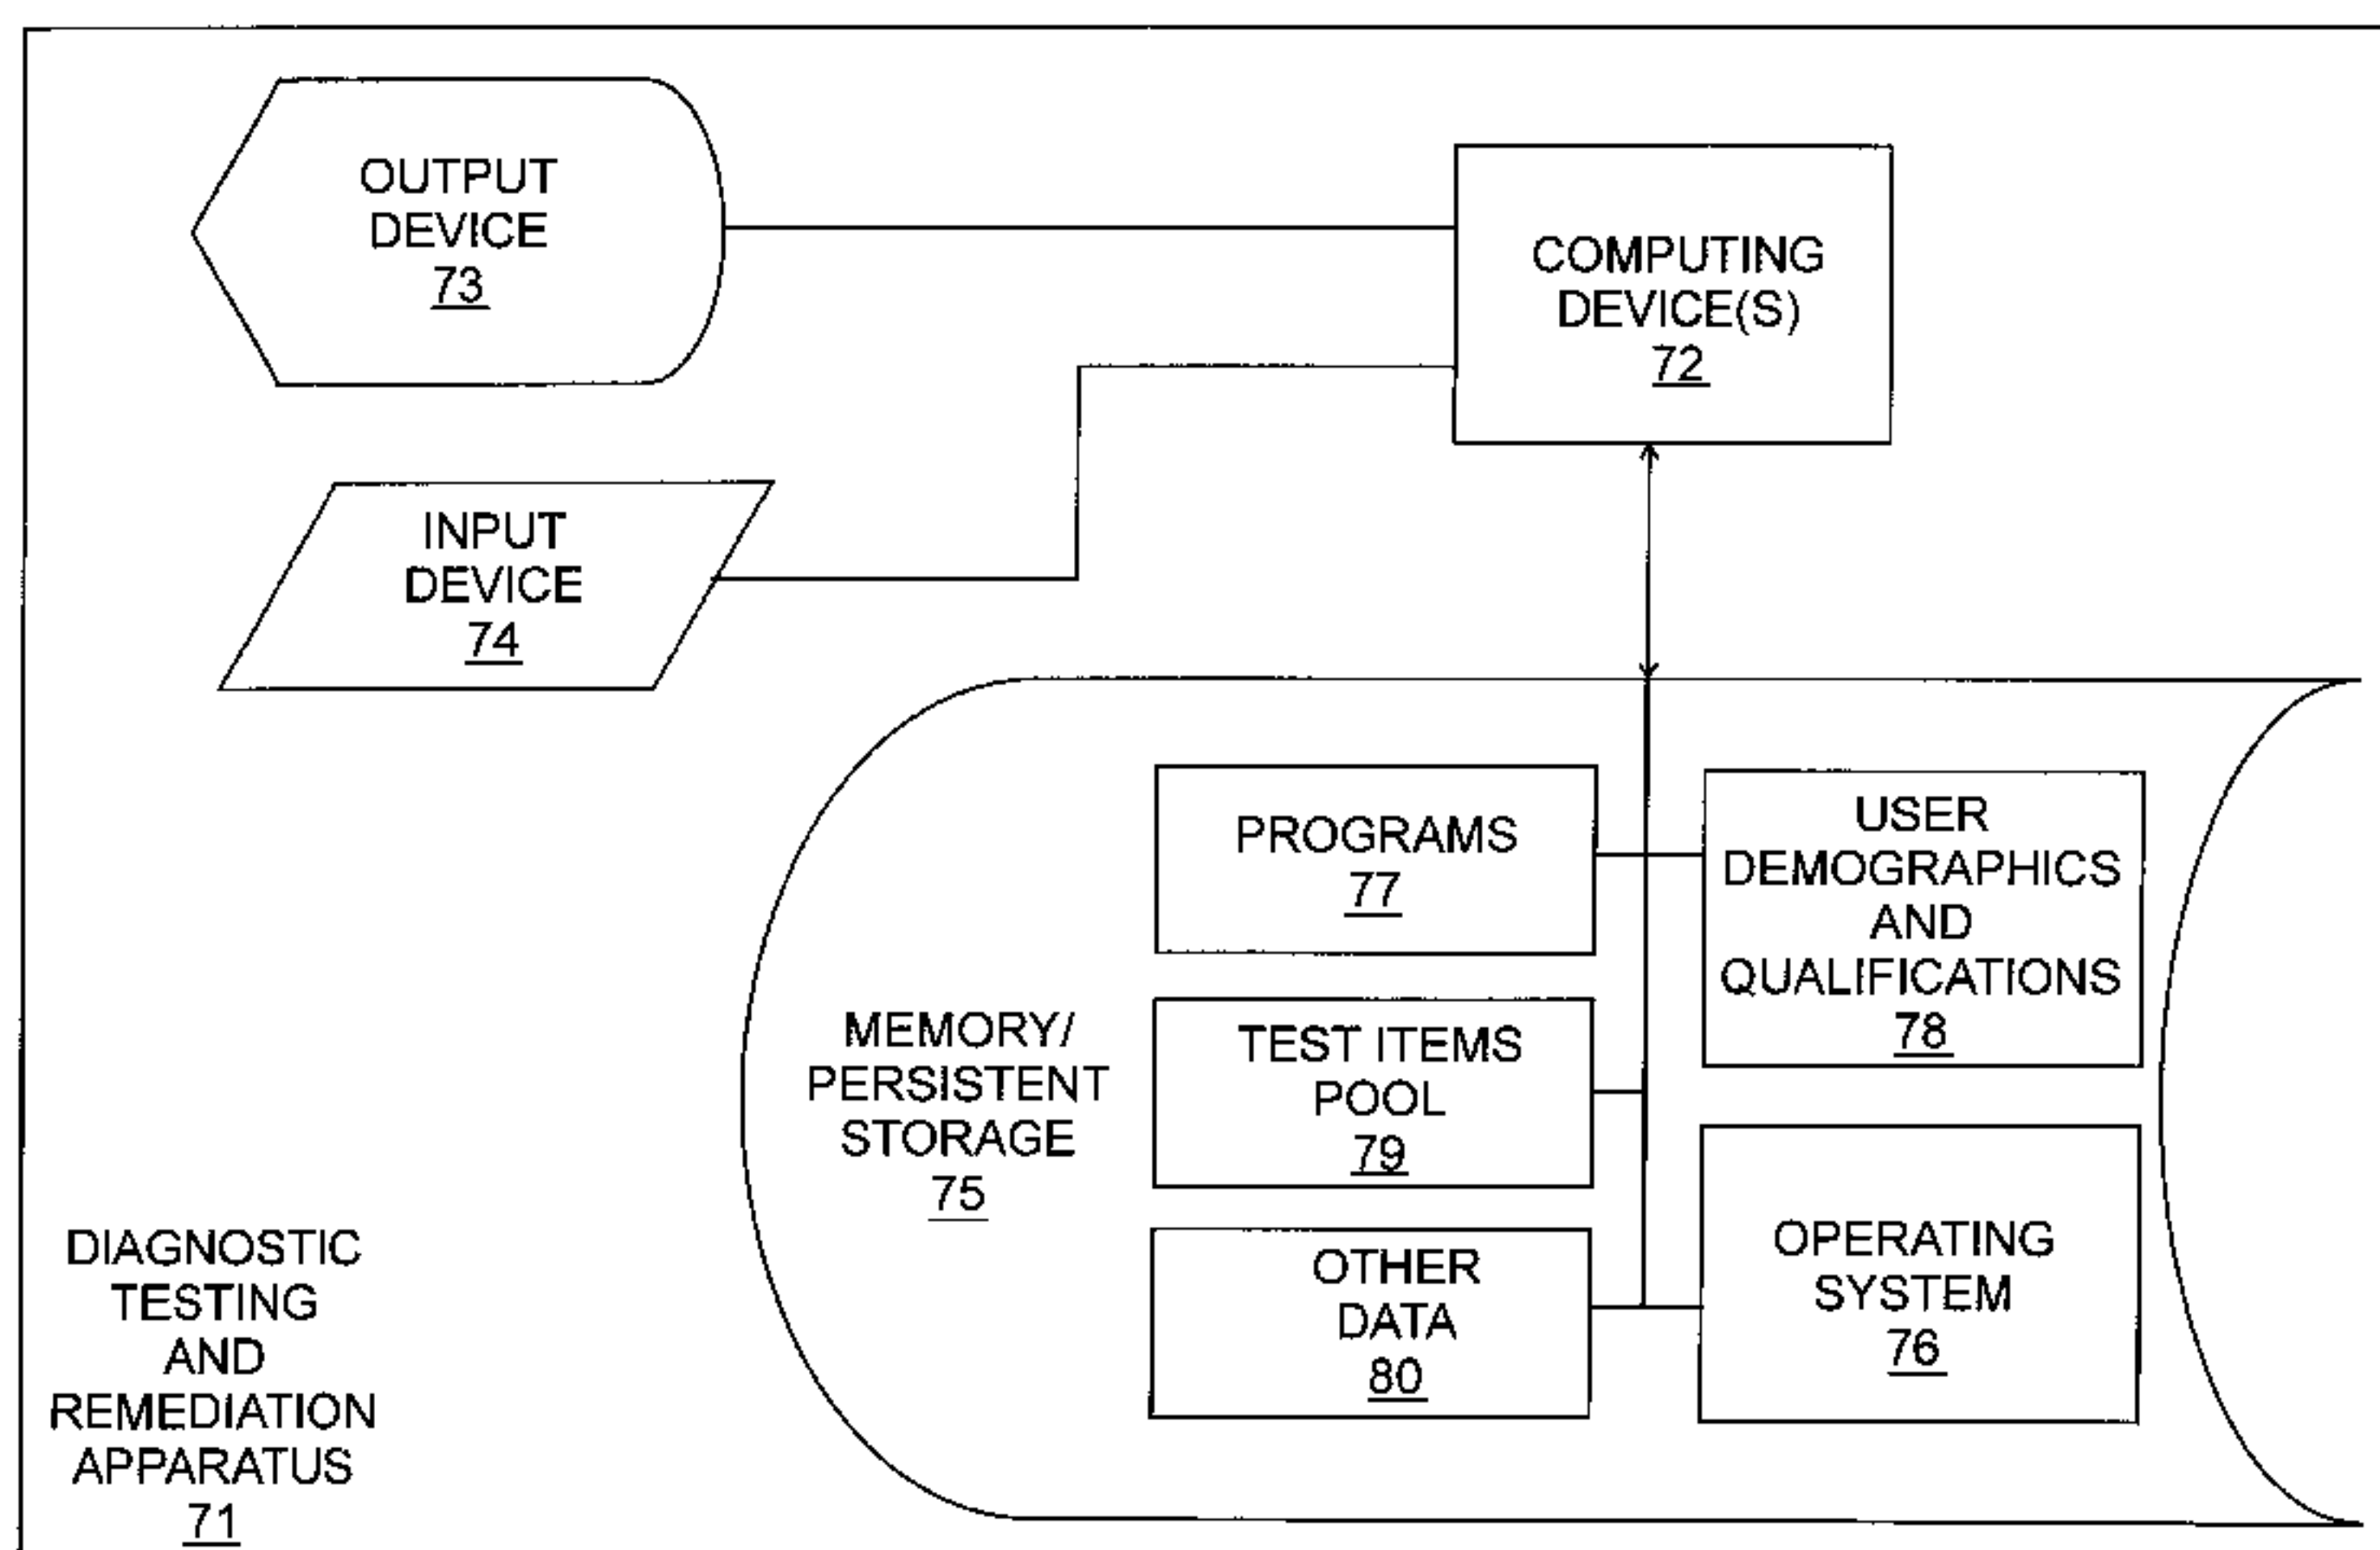 OUTPUT
DEVICE
73
COMPUTING
DEVICE(S)
72
INPUT
DEVICE
74
PROGRAMS
77
USER
DEMOGRAPHICS
AND
QUALIFICATIONS
78
MEMORY/
PERSISTENT
STORAGE
75
TEST ITEMS
POOL
79
OTHER
DATA
80
OPERATING
SYSTEM
76
DIAGNOSTIC
TESTING
AND
REMEDIATION
APPARATUS
71